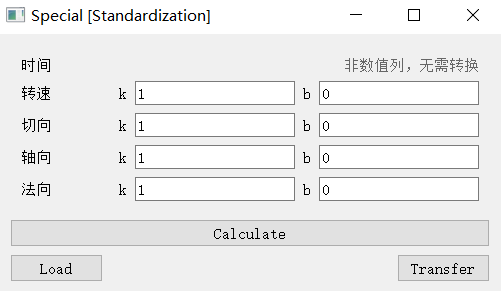 Special [Standardization]
时间 非数值列，无需转换
转速 k 1 b 0
切向 k 1 b 0
轴向 k 1 b 0
法向 k 1 b 0
Calculate
Load Transfer